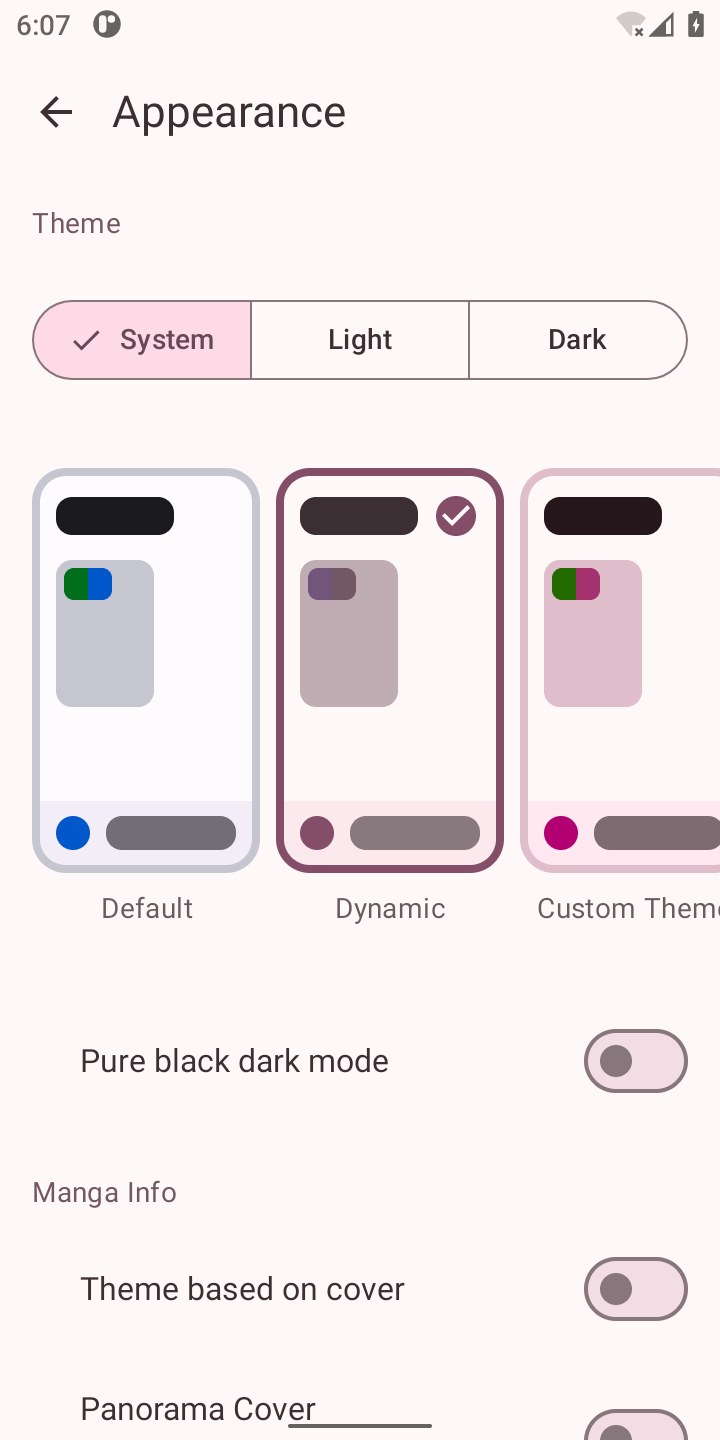 6:07
Appearance
Theme
System
Light
Dark
Default
Dynamic
Custom Theme
Pure black dark mode
Manga Info
Theme based on cover
Panorama Cover